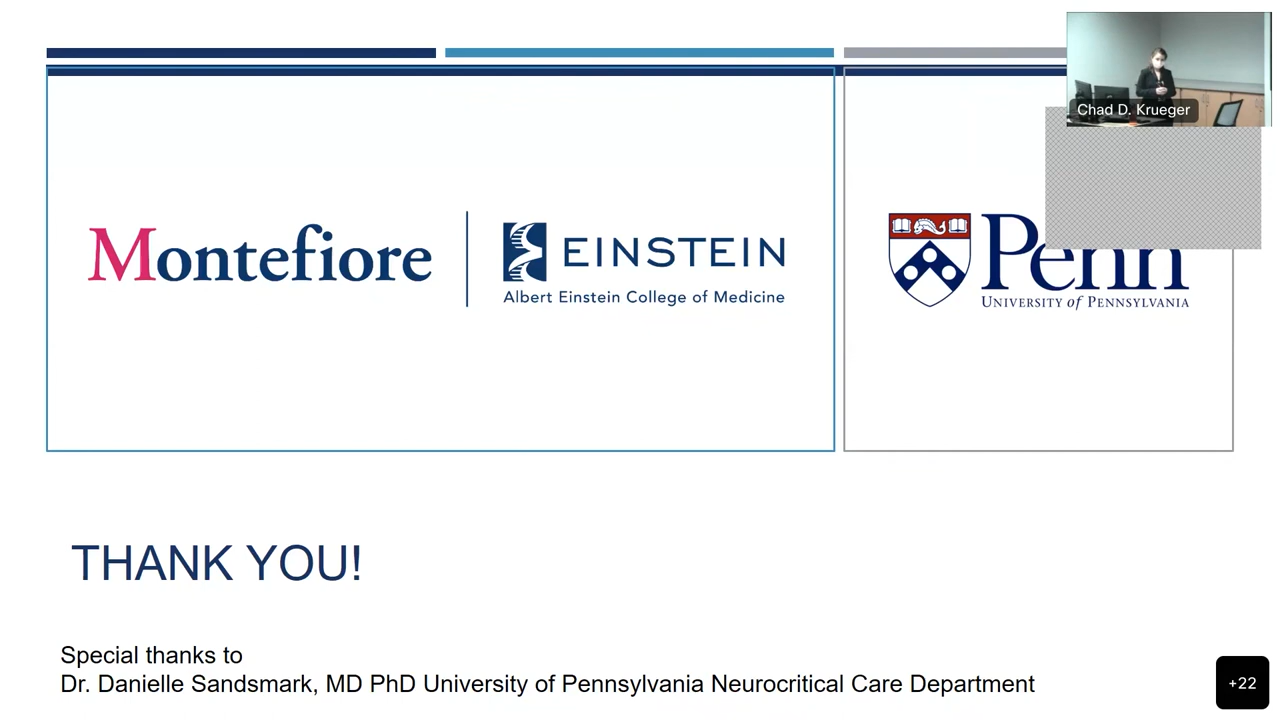 Chad D. Krueger
Montefiore
EINSTEIN
Albert Einstein College of Medicine
Penn
UNIVERSITY of PENNSYLVANIA
THANK YOU!
Special thanks to
Dr. Danielle Sandsmark, MD PhD University of Pennsylvania Neurocritical Care Department
+22